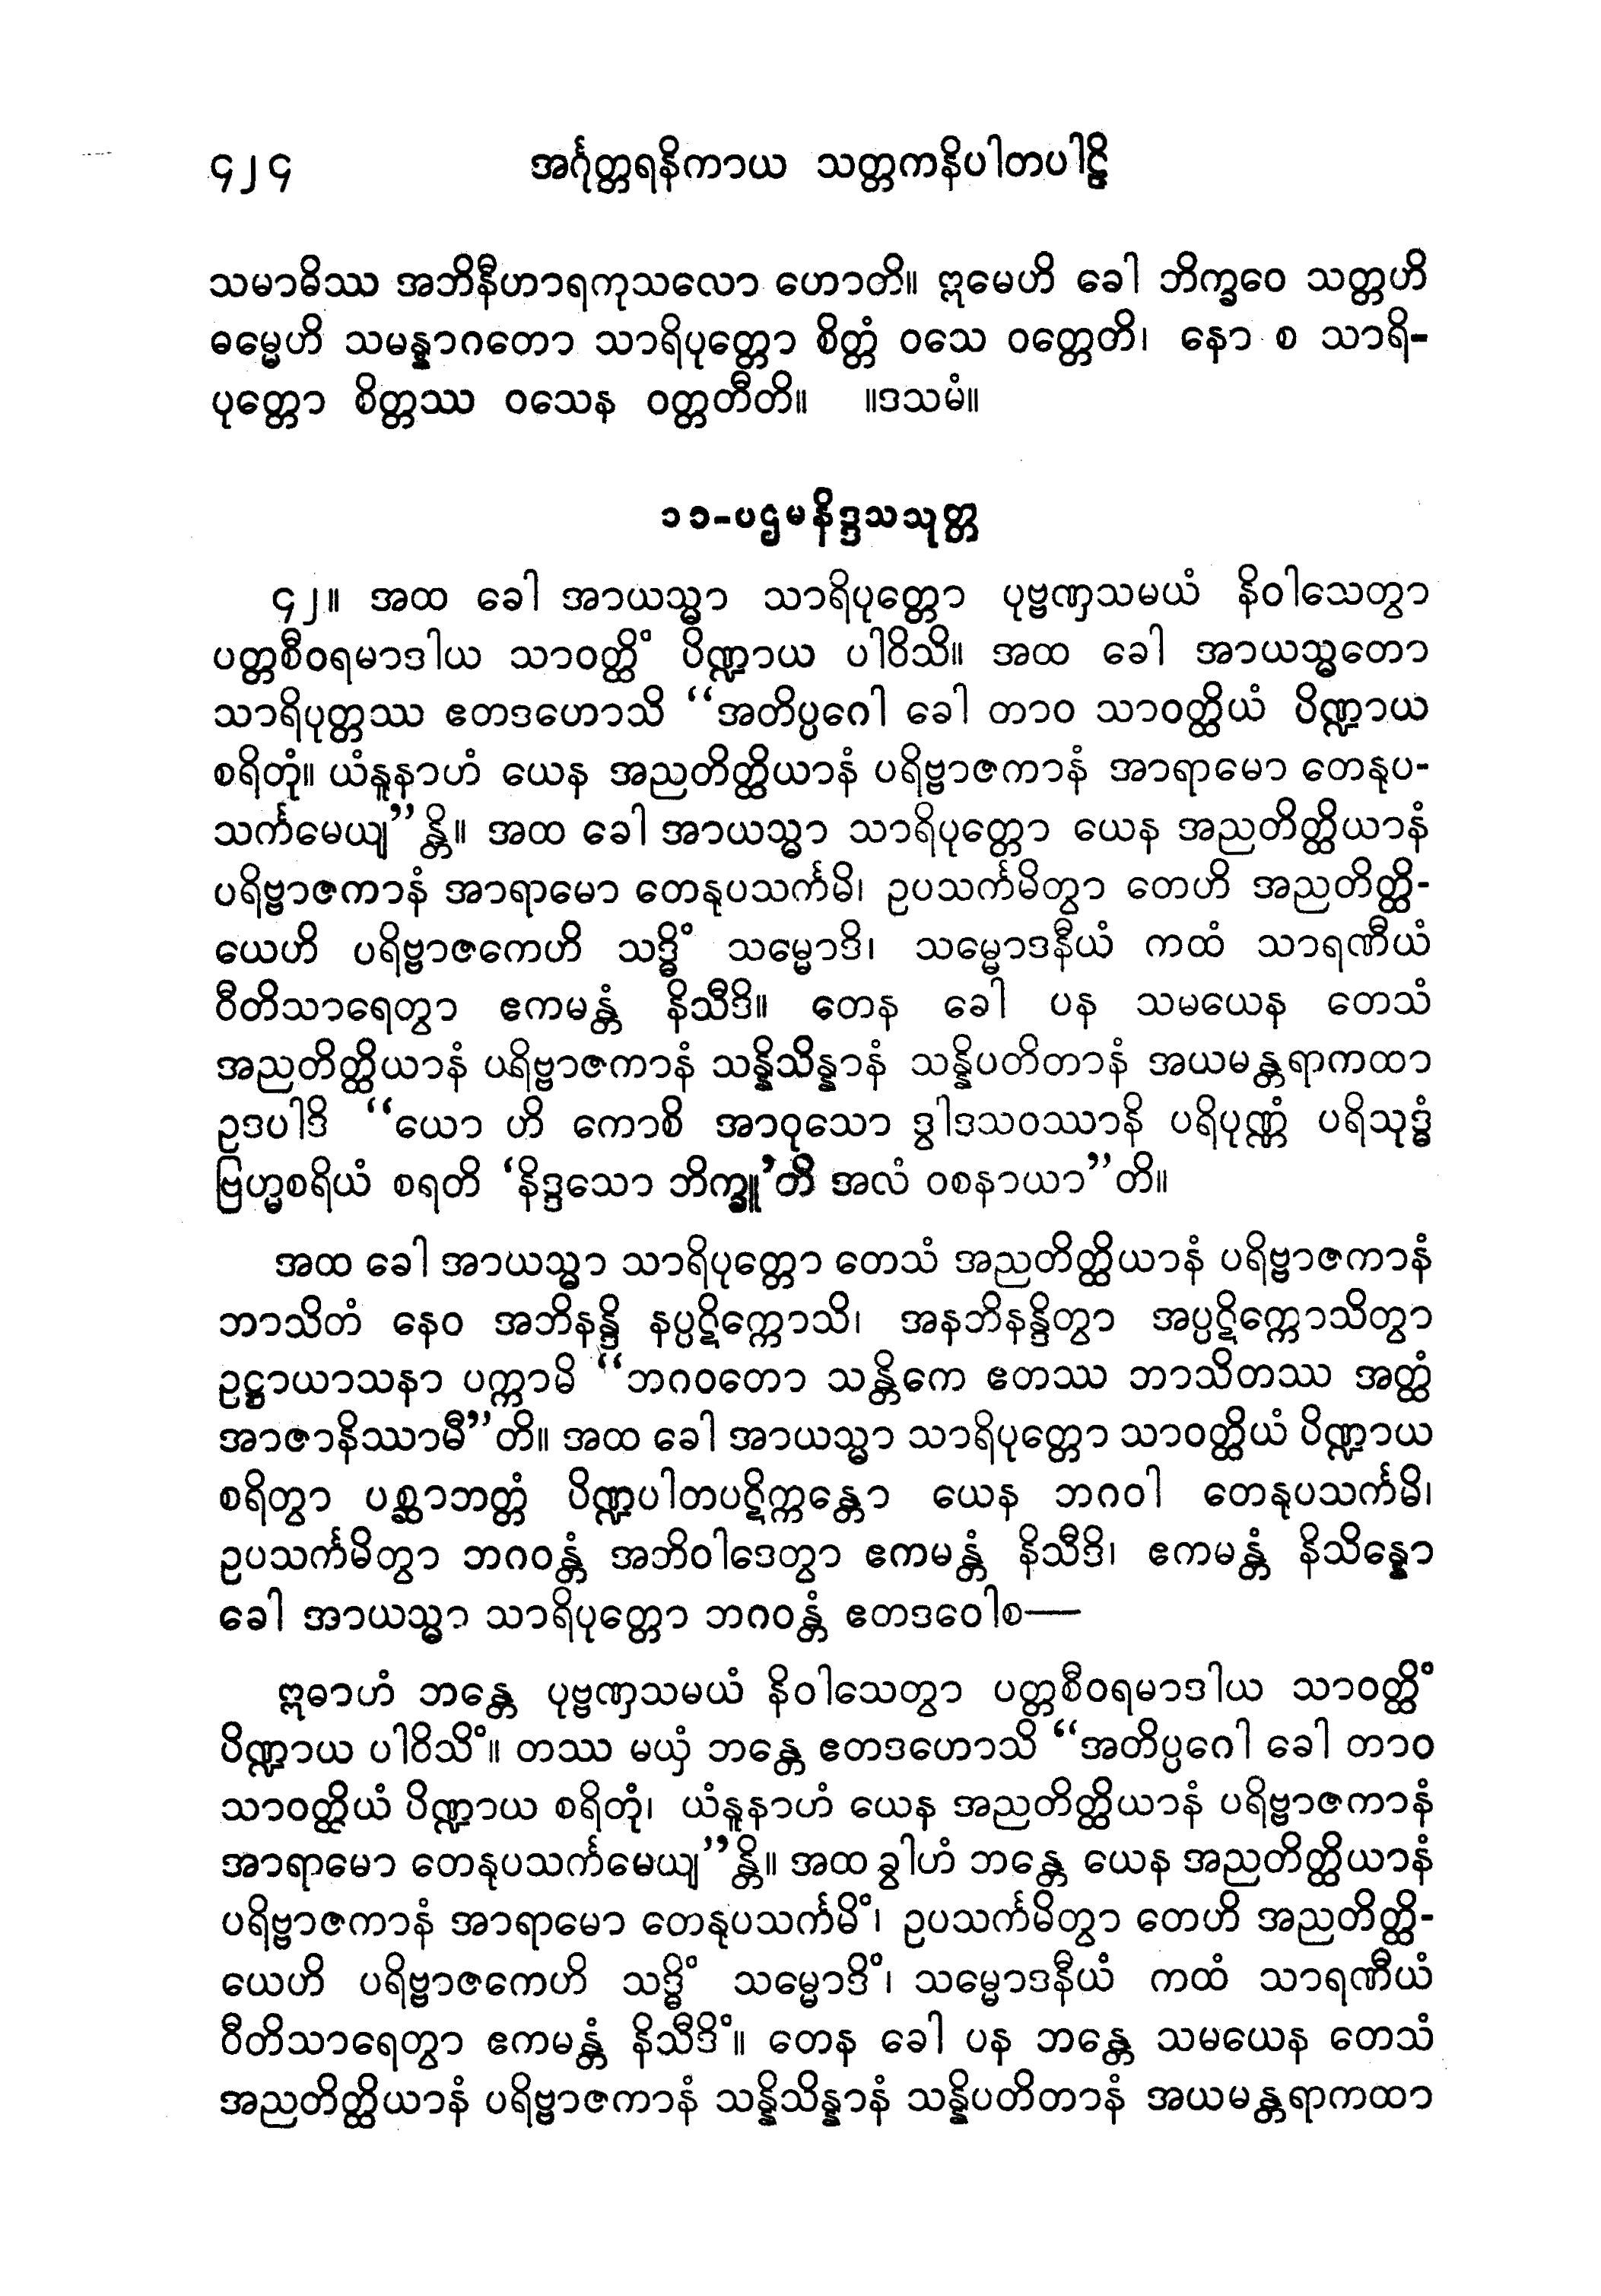 ၄၂၄ အင်္ဂုတ္တရနိကာယ သတ္တကနိပါတပါဠိ
သမာဓိဿ အဘိနီဟာရကုသလော ဟောတိ။ ဣမေဟိ ခေါ ဘိက္ခဝေ သတ္တဟိ
ဓမ္မေဟိ သမန္နာဂတော သာရိပုတ္တော စိတ္တံ ဝသေ ဝတ္တေတိ၊ နော စ သာရိ-
ပုတ္တော စိတ္တဿ ဝသေန ဝတ္တတီတိ။ ။ဒသမံ။
၁၁-ပဌမနိဒ္ဒသသုတ္တ
၄၂။ အထ ခေါ အာယသ္မာ သာရိပုတ္တော ပုဗ္ဗဏှသမယံ နိဝါသေတွာ
ပတ္တစီဝရမာဒါယ သာဝတ္ထိံ ပိဏ္ဍာယ ပါဝိသိ။ အထ ခေါ အာယသ္မတော
သာရိပုတ္တဿ ဧတဒဟောသိ “အတိပ္ပဂေါ ခေါ တာဝ သာဝတ္ထိယံ ပိဏ္ဍာယ
စရိတုံ။ ယံနူနာဟံ ယေန အညတိတ္ထိယာနံ ပရိဗ္ဗာဇကာနံ အာရာမော တေနုပ-
သင်္ကမေယျ”န္တိ။ အထ ခေါ အာယသ္မာ သာရိပုတ္တော ယေန အညတိတ္ထိယာနံ
ပရိဗ္ဗာဇကာနံ အာရာမော တေနုပသင်္ကမိ၊ ဥပသင်္ကမိတွာ တေဟိ အညတိတ္ထိ-
ယေဟိ ပရိဗ္ဗာဇကေဟိ သဒ္ဓိံ သမ္မောဒိ၊ သမ္မောဒနီယံ ကထံ သာရဏီယံ
ဝီတိသာရေတွာ ဧကမန္တံ နိသီဒိ။ တေန ခေါ ပန သမယေန တေသံ
အညတိတ္ထိယာနံ ပရိဗ္ဗာဇကာနံ သန္နိသိန္နာနံ သန္နိပတိတာနံ အယမန္တရာကထာ
ဥဒပါဒိ “ယော ဟိ ကောစိ အာဝုသော ဒွါဒသဝဿာနိ ပရိပုဏ္ဏံ ပရိသုဒ္ဓံ
ဗြဟ္မစရိယံ စရတိ ‘နိဒ္ဒသော ဘိက္ခူ’တိ အလံ ဝစနာယာ”တိ။
အထ ခေါ အာယသ္မာ သာရိပုတ္တော တေသံ အညတိတ္ထိယာနံ ပရိဗ္ဗာဇကာနံ
ဘာသိတံ နေဝ အဘိနန္ဒိ နပ္ပဋိက္ကောသိ၊ အနဘိနန္ဒိတွာ အပ္ပဋိက္ကောသိတွာ
ဥဋ္ဌာယာသနာ ပက္ကာမိ “ဘဂဝတော သန္တိကေ ဧတဿ ဘာသိတဿ အတ္ထံ
အာဇာနိဿာမီ”တိ။ အထ ခေါ အာယသ္မာ သာရိပုတ္တော သာဝတ္ထိယံ ပိဏ္ဍာယ
စရိတွာ ပစ္ဆာဘတ္တံ ပိဏ္ဍပါတပဋိက္ကန္တော ယေန ဘဂဝါ တေနုပသင်္ကမိ၊
ဥပသင်္ကမိတွာ ဘဂဝန္တံ အဘိဝါဒေတွာ ဧကမန္တံ နိသီဒိ၊ ဧကမန္တံ နိသိန္နော
ခေါ အာယသ္မာ သာရိပုတ္တော ဘဂဝန္တံ ဧတဒဝေါစ—
ဣဓာဟံ ဘန္တေ ပုဗ္ဗဏှသမယံ နိဝါသေတွာ ပတ္တစီဝရမာဒါယ သာဝတ္ထိံ
ပိဏ္ဍာယ ပါဝိသိံ။ တဿ မယှံ ဘန္တေ ဧတဒဟောသိ “အတိပ္ပဂေါ ခေါ တာဝ
သာဝတ္ထိယံ ပိဏ္ဍာယ စရိတုံ၊ ယံနူနာဟံ ယေန အညတိတ္ထိယာနံ ပရိဗ္ဗာဇကာနံ
အာရာမော တေနုပသင်္ကမေယျ”န္တိ။ အထ ခွါဟံ ဘန္တေ ယေန အညတိတ္ထိယာနံ
ပရိဗ္ဗာဇကာနံ အာရာမော တေနုပသင်္ကမိံ၊ ဥပသင်္ကမိတွာ တေဟိ အညတိတ္ထိ-
ယေဟိ ပရိဗ္ဗာဇကေဟိ သဒ္ဓိံ သမ္မောဒိံ၊ သမ္မောဒနီယံ ကထံ သာရဏီယံ
ဝီတိသာရေတွာ ဧကမန္တံ နိသီဒိံ။ တေန ခေါ ပန ဘန္တေ သမယေန တေသံ
အညတိတ္ထိယာနံ ပရိဗ္ဗာဇကာနံ သန္နိသိန္နာနံ သန္နိပတိတာနံ အယမန္တရာကထာ